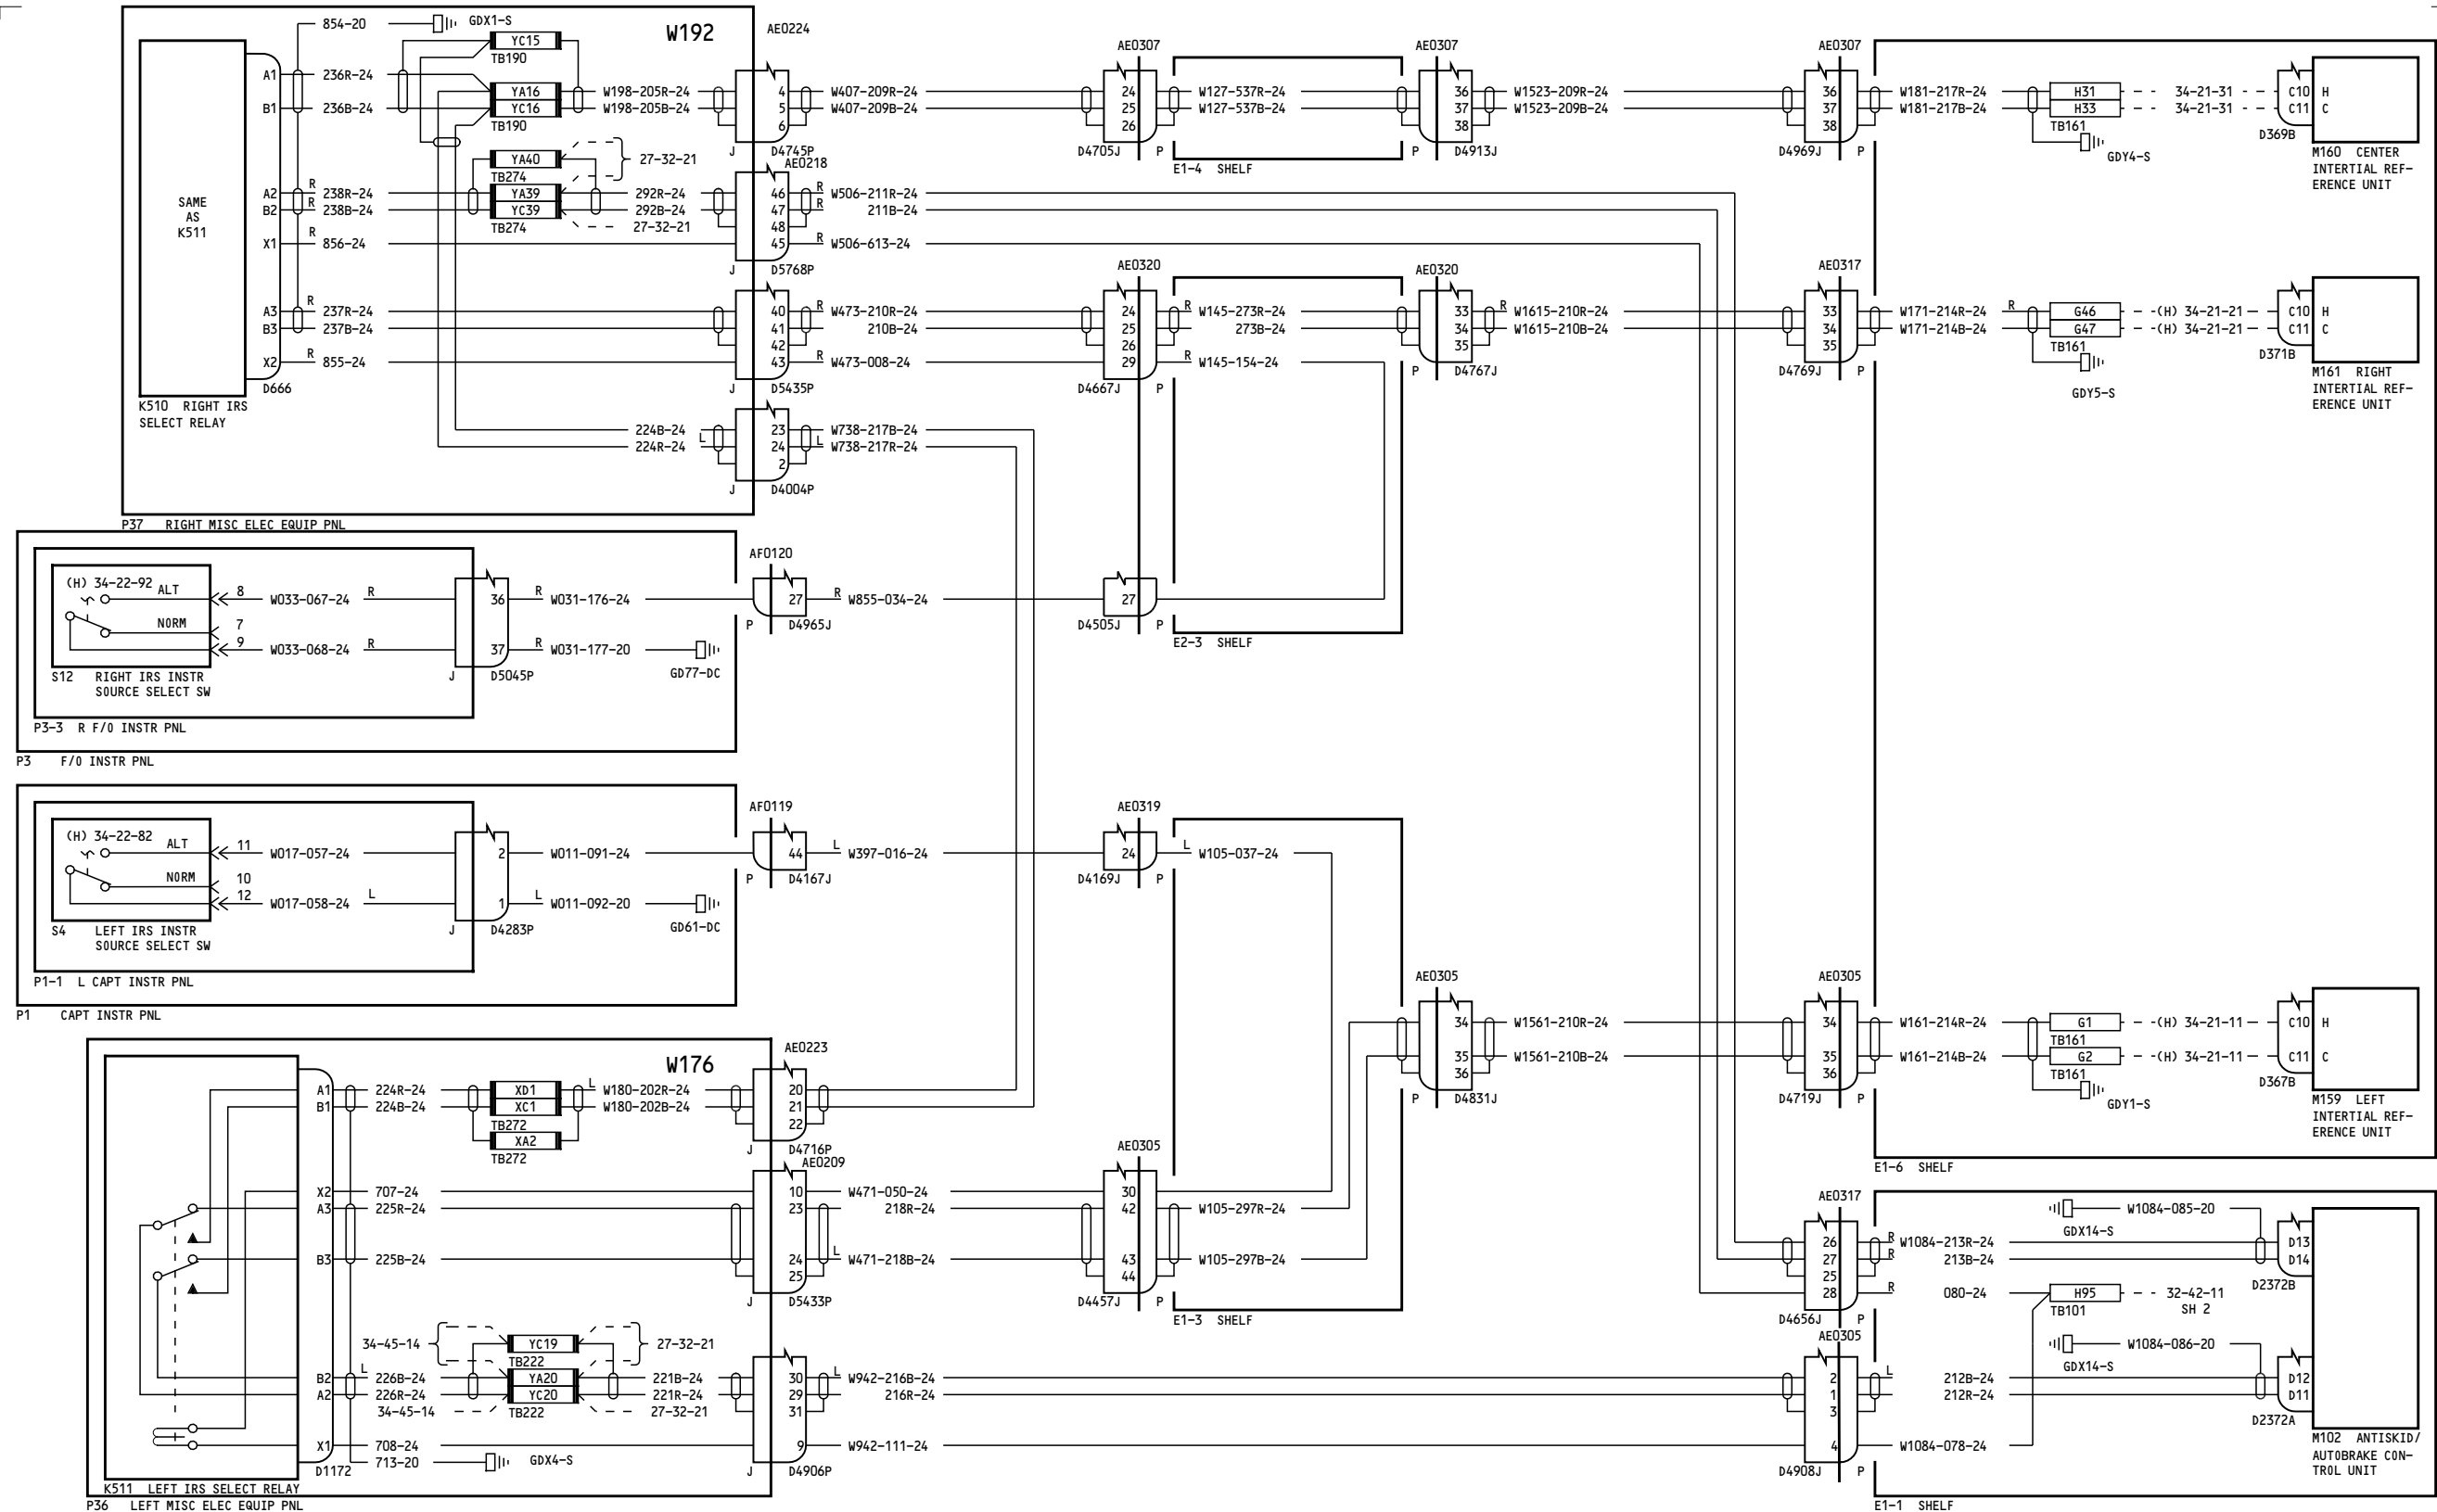 W192
854-20
GDX1-S
YC15
TB190
AE0224
A1
236R-24
B1
236B-24
YA16
YC16
TB190
W198-205R-24
W198-205B-24
4
5
6
J
D4745P
W407-209R-24
W407-209B-24
AE0307
24
25
26
D4705J
P
W127-537R-24
W127-537B-24
E1-4 SHELF
AE0307
36
37
38
P
D4913J
W1523-209R-24
W1523-209B-24
AE0307
36
37
38
D4969J
P
W181-217R-24
W181-217B-24
H31
H33
TB161
GDY4-S
34-21-31
34-21-31
C10
C11
H
C
D369B
M160 CENTER
INTERTIAL REF-
ERENCE UNIT
SAME
AS
K511
YA40
TB274
27-32-21
A2
R
238R-24
B2
R
238B-24
YA39
YC39
TB274
292R-24
292B-24
27-32-21
X1
R
856-24
AE0218
46
47
48
45
J
D5768P
R
W506-211R-24
R
211B-24
R
W506-613-24
A3
R
237R-24
B3
237B-24
X2
R
855-24
D666
K510 RIGHT IRS
SELECT RELAY
40
41
42
43
J
D5435P
R
W473-210R-24
210B-24
R
W473-008-24
AE0320
24
25
26
29
D4667J
P
R
W145-273R-24
273B-24
R
W145-154-24
AE0320
33
34
35
P
D4767J
R
W1615-210R-24
W1615-210B-24
AE0317
33
34
35
D4769J
P
W171-214R-24
R
W171-214B-24
G46
G47
TB161
GDY5-S
(H) 34-21-21
(H) 34-21-21
C10
C11
H
C
D371B
M161 RIGHT
INTERTIAL REF-
ERENCE UNIT
224B-24
224R-24
L
23
24
2
J
D4004P
W738-217B-24
L
W738-217R-24
P37 RIGHT MISC ELEC EQUIP PNL
(H) 34-22-92
ALT
NORM
8
7
9
W033-067-24
R
W033-068-24
R
S12 RIGHT IRS INSTR
SOURCE SELECT SW
36
37
J
D5045P
R
W031-176-24
R
W031-177-20
GD77-DC
AF0120
27
P
D4965J
R
W855-034-24
27
D4505J
P
E2-3 SHELF
P3-3 R F/O INSTR PNL
P3 F/O INSTR PNL
(H) 34-22-82
ALT
NORM
11
10
12
W017-057-24
W017-058-24
L
S4 LEFT IRS INSTR
SOURCE SELECT SW
2
1
J
D4283P
W011-091-24
L
W011-092-20
GD61-DC
AF0119
44
P
D4167J
L
W397-016-24
AE0319
24
D4169J
P
L
W105-037-24
P1-1 L CAPT INSTR PNL
P1 CAPT INSTR PNL
AE0305
34
35
36
P
D4831J
W1561-210R-24
W1561-210B-24
AE0305
34
35
36
D4719J
P
W161-214R-24
W161-214B-24
G1
TB161
G2
TB161
GDY1-S
(H) 34-21-11
(H) 34-21-11
C10
C11
H
C
D367B
M159 LEFT
INTERTIAL REF-
ERENCE UNIT
E1-6 SHELF
W176
AE0223
A1
224R-24
B1
224B-24
XD1
XC1
TB272
XA2
TB272
L
W180-202R-24
W180-202B-24
20
21
22
J
D4716P
AE0209
X2
707-24
A3
225R-24
B3
225B-24
10
23
24
25
J
D5433P
W471-050-24
218R-24
L
W471-218B-24
AE0305
30
42
43
44
D4457J
P
W105-297R-24
W105-297B-24
E1-3 SHELF
AE0317
26
27
25
28
D4656J
P
R
W1084-213R-24
R
213B-24
R
080-24
W1084-085-20
GDX14-S
D13
D14
D2372B
H95
TB101
32-42-11
SH 2
34-45-14
YC19
TB222
27-32-21
B2
L
226B-24
A2
226R-24
34-45-14
YA20
YC20
TB222
221B-24
221R-24
27-32-21
X1
708-24
713-20
GDX4-S
D1172
30
29
31
9
J
D4906P
L
W942-216B-24
216R-24
W942-111-24
AE0305
2
1
3
4
D4908J
P
L
212B-24
212R-24
W1084-078-24
W1084-086-20
GDX14-S
D12
D11
D2372A
M102 ANTISKID/
AUTOBRAKE CON-
TROL UNIT
K511 LEFT IRS SELECT RELAY
P36 LEFT MISC ELEC EQUIP PNL
E1-1 SHELF